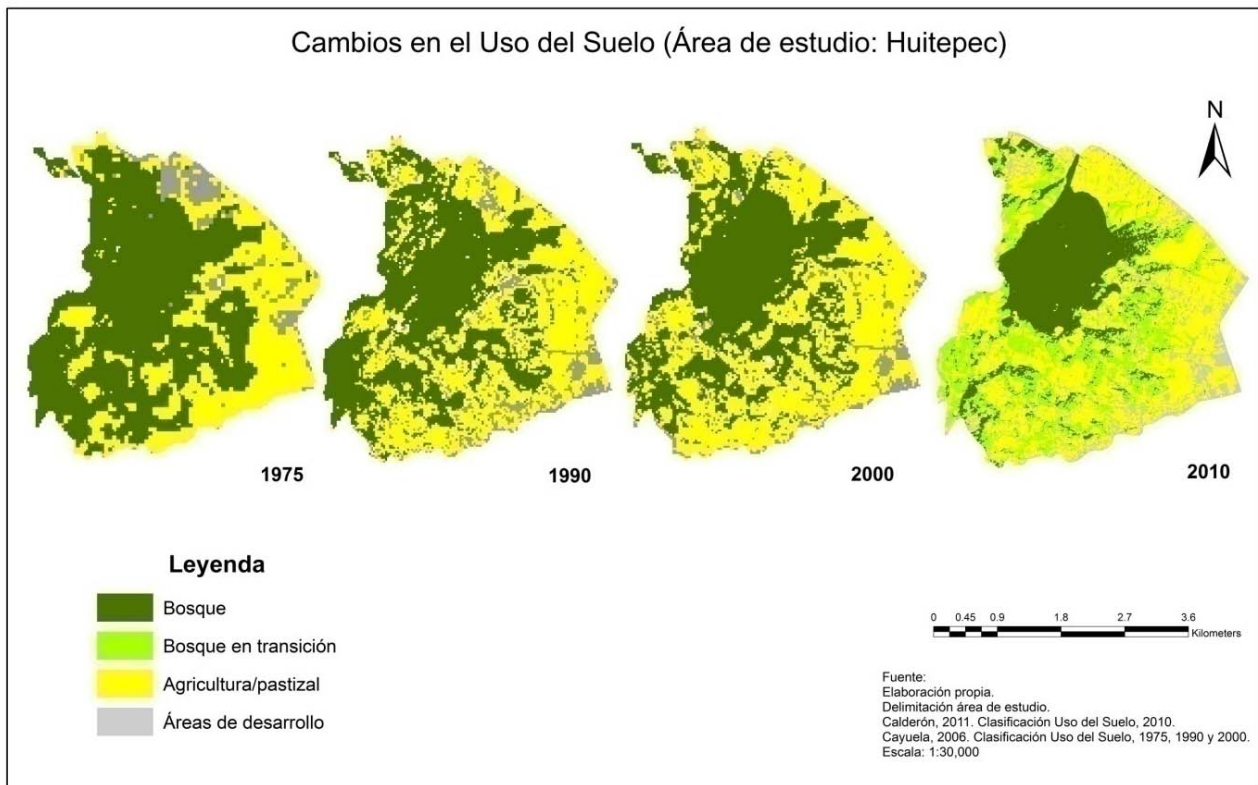 Cambios en el Uso del Suelo (Área de estudio: Huitepec)
N
1975
1990
2000
2010
Leyenda
Bosque
Bosque en transición
Agricultura/pastizal
Áreas de desarrollo
0 0.45 0.9 1.8 2.7 3.6
Kilometers
Fuente:
Elaboración propia.
Delimitación área de estudio.
Calderón, 2011. Clasificación Uso del Suelo, 2010.
Cayuela, 2006. Clasificación Uso del Suelo, 1975, 1990 y 2000.
Escala: 1:30,000